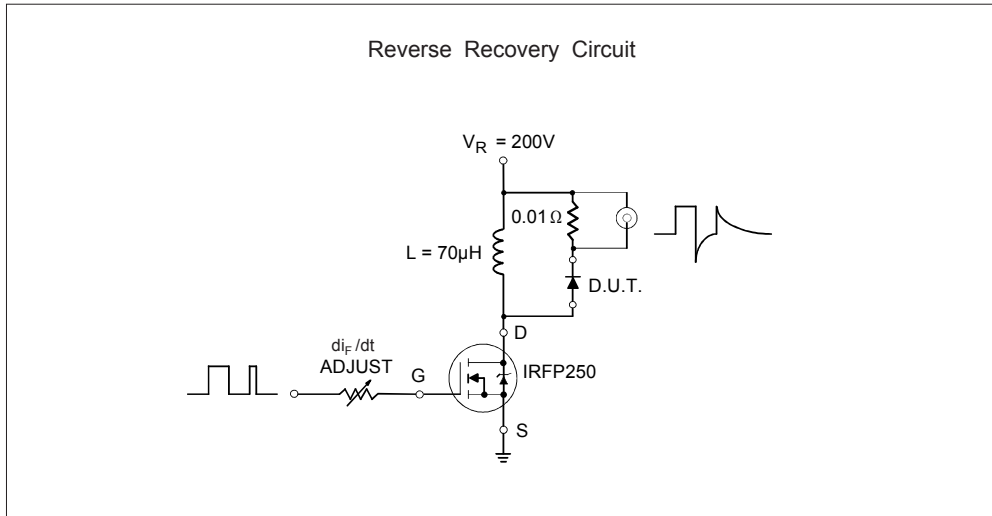 Reverse Recovery Circuit
V_R = 200V
0.01 Ω
L = 70µH
D.U.T.
D
di_F/dt
ADJUST
G
IRFP250
S